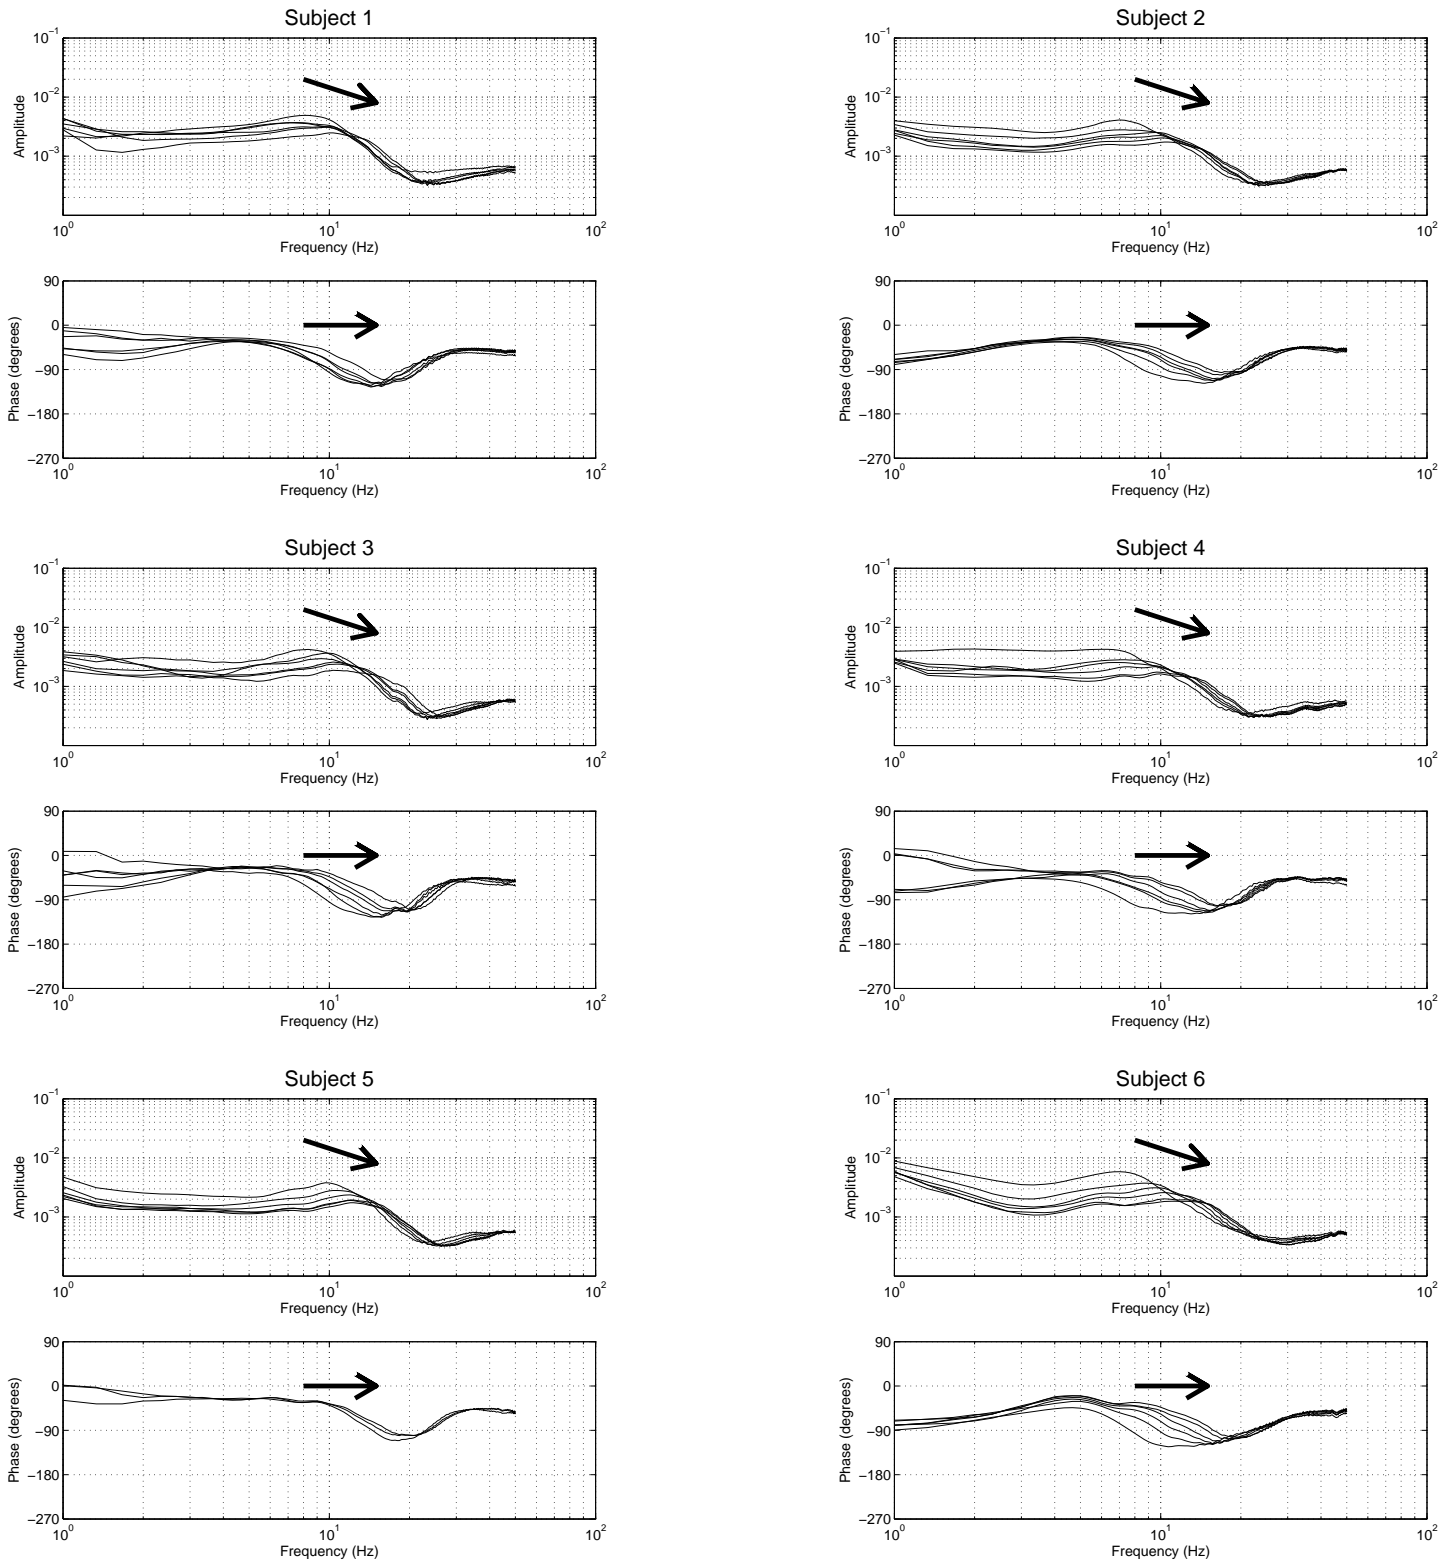 Subject 1
Amplitude
10^-1
10^-2
10^-3
10^0 10^1 10^2
Frequency (Hz)
Phase (degrees)
90
0
−90
−180
−270
10^0 10^1 10^2
Frequency (Hz)
Subject 2
Amplitude
10^-1
10^-2
10^-3
10^0 10^1 10^2
Frequency (Hz)
Phase (degrees)
90
0
−90
−180
−270
10^0 10^1 10^2
Frequency (Hz)
Subject 3
Amplitude
10^-1
10^-2
10^-3
10^0 10^1 10^2
Frequency (Hz)
Phase (degrees)
90
0
−90
−180
−270
10^0 10^1 10^2
Frequency (Hz)
Subject 4
Amplitude
10^-1
10^-2
10^-3
10^0 10^1 10^2
Frequency (Hz)
Phase (degrees)
90
0
−90
−180
−270
10^0 10^1 10^2
Frequency (Hz)
Subject 5
Amplitude
10^-1
10^-2
10^-3
10^0 10^1 10^2
Frequency (Hz)
Phase (degrees)
90
0
−90
−180
−270
10^0 10^1 10^2
Frequency (Hz)
Subject 6
Amplitude
10^-1
10^-2
10^-3
10^0 10^1 10^2
Frequency (Hz)
Phase (degrees)
90
0
−90
−180
−270
10^0 10^1 10^2
Frequency (Hz)